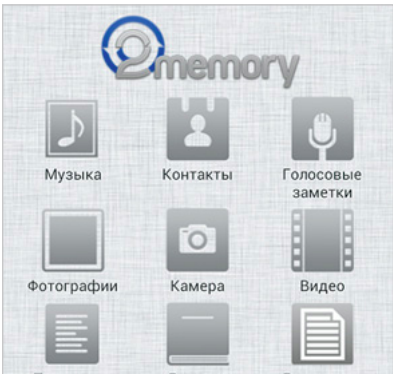 2memory
Музыка
Контакты
Голосовые
заметки
Фотографии
Камера
Видео